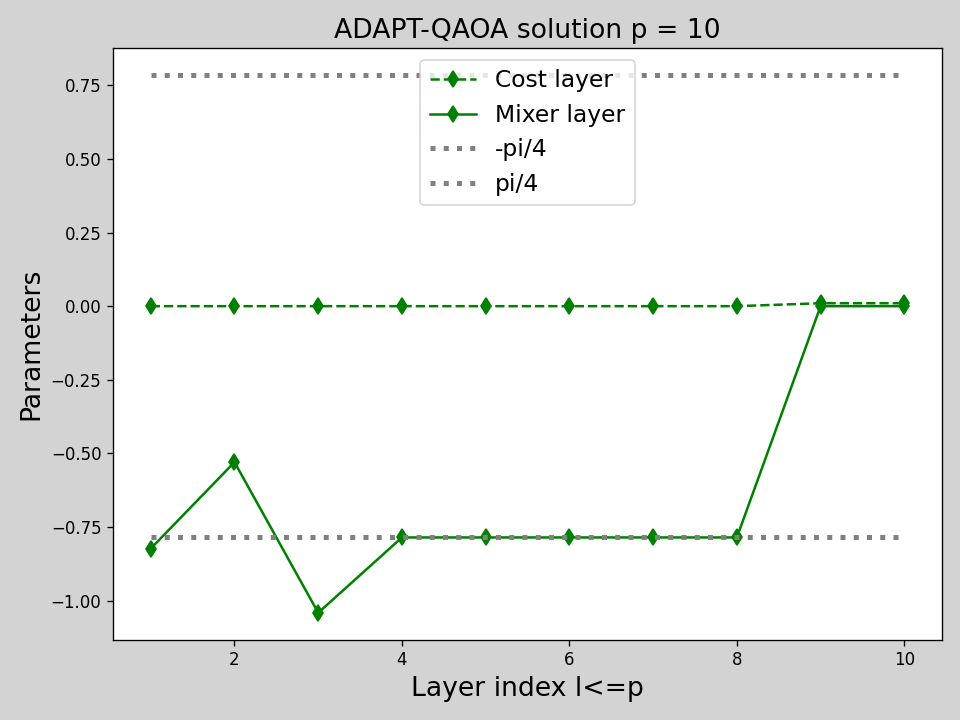 ADAPT-QAOA solution p = 10
Cost layer
Mixer layer
-pi/4
pi/4
0.75
0.50
0.25
0.00
−0.25
−0.50
−0.75
−1.00
Parameters
2 4 6 8 10
Layer index l<=p